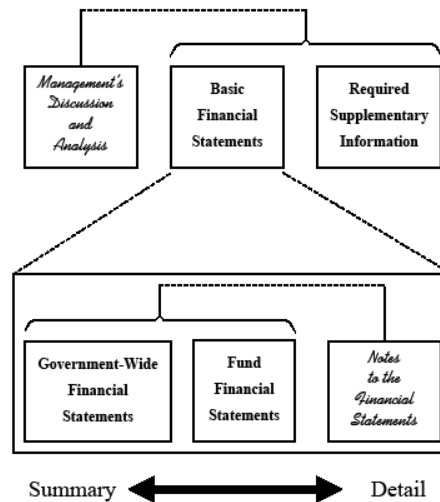 Management's
Discussion
and
Analysis
Basic
Financial
Statements
Required
Supplementary
Information
Government-Wide
Financial
Statements
Fund
Financial
Statements
Notes
to the
Financial
Statements
Summary
Detail